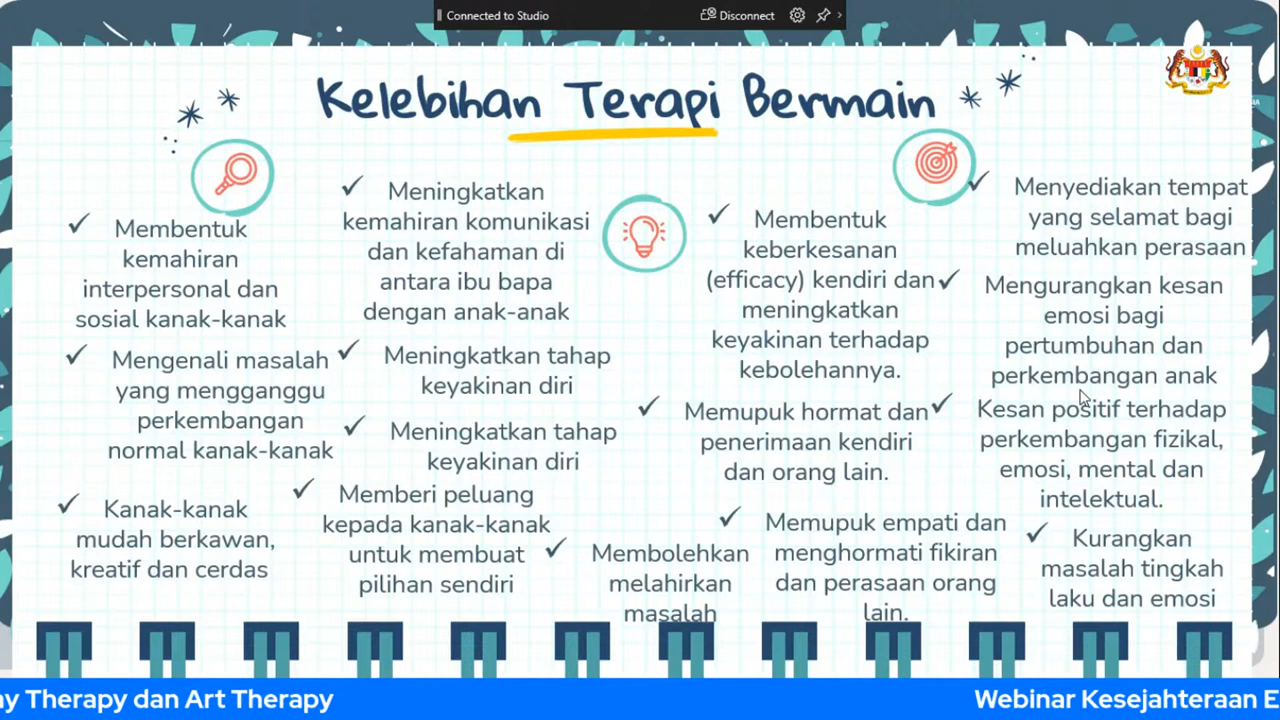 Connected to Studio
Disconnect
Kelebihan Terapi Bermain
Membentuk
kemahiran
interpersonal dan
sosial kanak-kanak
Mengenali masalah
yang mengganggu
perkembangan
normal kanak-kanak
Kanak-kanak
mudah berkawan,
kreatif dan cerdas
Meningkatkan
kemahiran komunikasi
dan kefahaman di
antara ibu bapa
dengan anak-anak
Meningkatkan tahap
keyakinan diri
Meningkatkan tahap
keyakinan diri
Memberi peluang
kepada kanak-kanak
untuk membuat
pilihan sendiri
Membolehkan
melahirkan
masalah
Membentuk
keberkesanan
(efficacy) kendiri dan
meningkatkan
keyakinan terhadap
kebolehannya.
Memupuk hormat dan
penerimaan kendiri
dan orang lain.
Memupuk empati dan
menghormati fikiran
dan perasaan orang
lain.
Menyediakan tempat
yang selamat bagi
meluahkan perasaan
Mengurangkan kesan
emosi bagi
pertumbuhan dan
perkembangan anak
Kesan positif terhadap
perkembangan fizikal,
emosi, mental dan
intelektual.
Kurangkan
masalah tingkah
laku dan emosi
ay Therapy dan Art Therapy
Webinar Kesejahteraan E